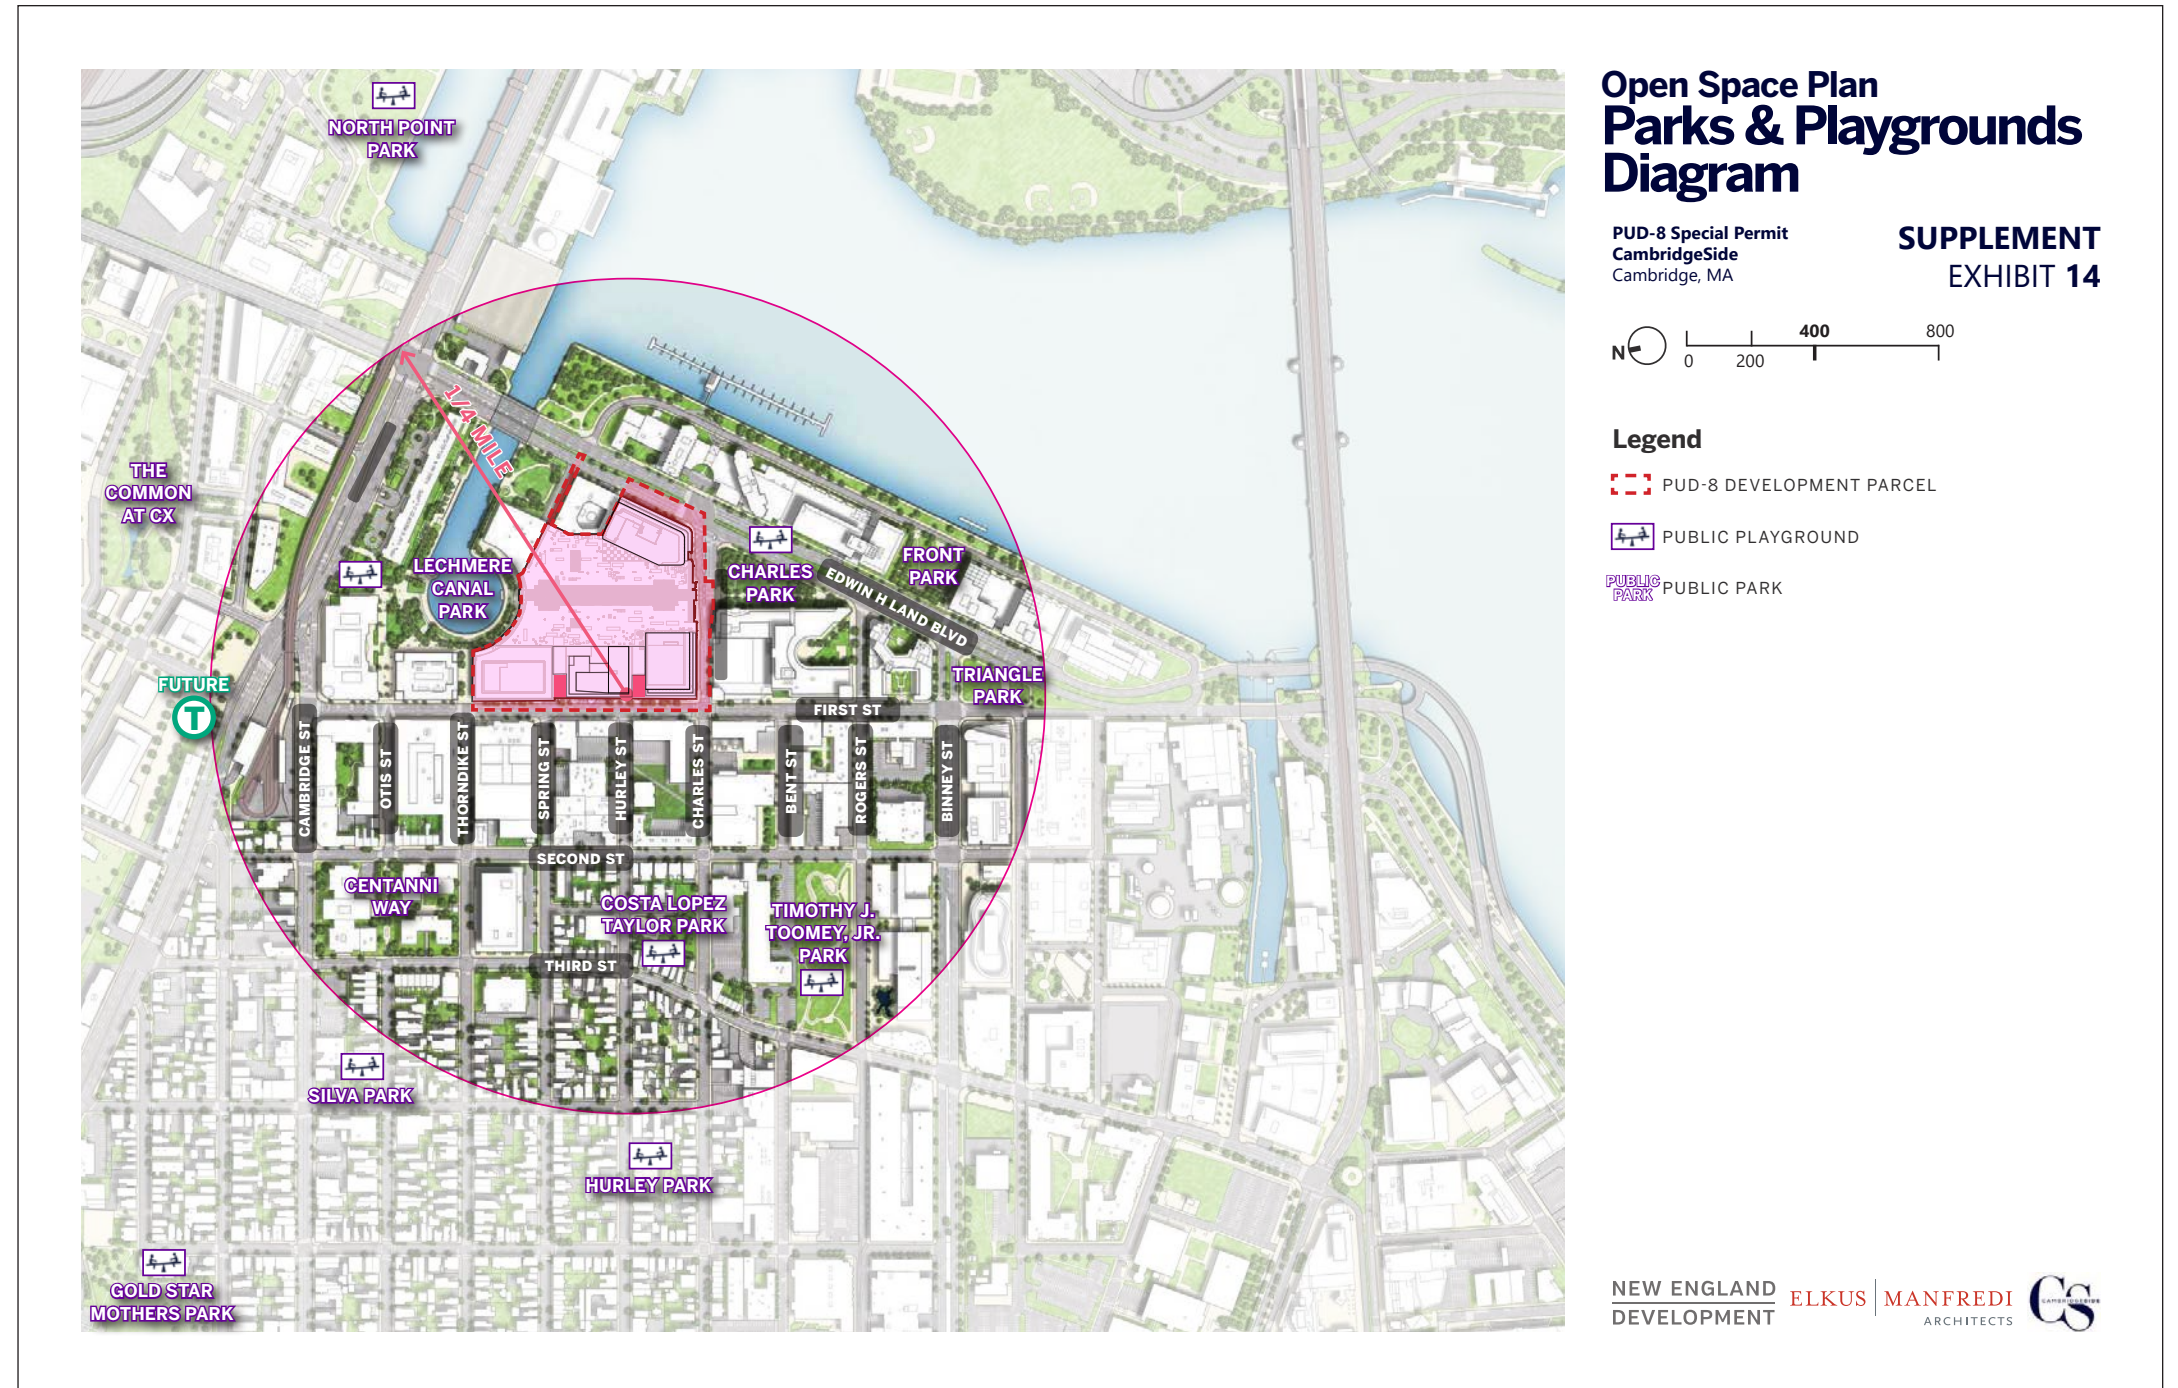 Open Space Plan
Parks & Playgrounds
Diagram
PUD-8 Special Permit
CambridgeSide
Cambridge, MA
SUPPLEMENT
EXHIBIT 14
N
0
200
400
800
Legend
PUD-8 DEVELOPMENT PARCEL
PUBLIC PLAYGROUND
PUBLIC
PARK
PUBLIC PARK
NORTH POINT
PARK
1/4 MILE
THE
COMMON
AT CX
LECHMERE
CANAL
PARK
CHARLES
PARK
FRONT
PARK
EDWIN H LAND BLVD
TRIANGLE
PARK
FUTURE
T
FIRST ST
CAMBRIDGE ST
OTIS ST
THORNDIKE ST
SPRING ST
HURLEY ST
CHARLES ST
BENT ST
ROGERS ST
BINNEY ST
SECOND ST
CENTANNI
WAY
COSTA LOPEZ
TAYLOR PARK
TIMOTHY J.
TOOMEY, JR.
PARK
THIRD ST
SILVA PARK
HURLEY PARK
GOLD STAR
MOTHERS PARK
NEW ENGLAND
DEVELOPMENT
ELKUS MANFREDI
ARCHITECTS
CS
CAMBRIDGESIDE